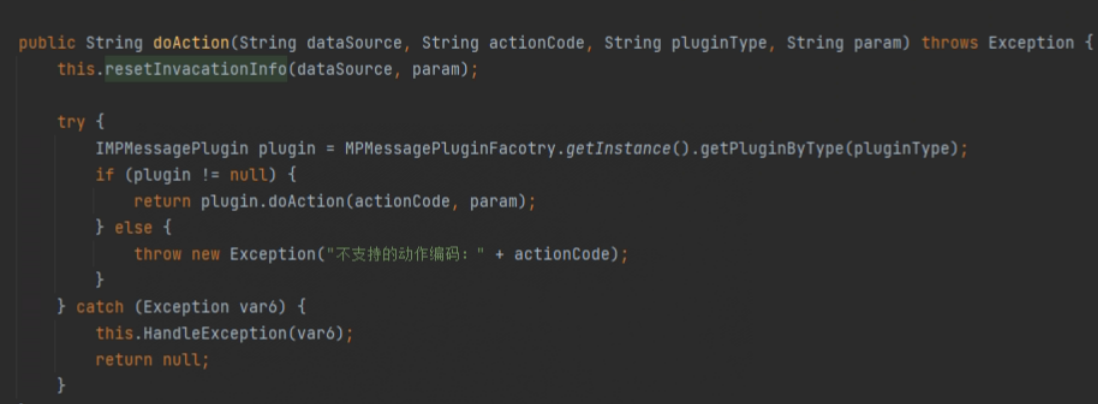 public String doAction(String dataSource, String actionCode, String pluginType, String param) throws Exception {
this.resetInvacationInfo(dataSource, param);
try {
IMPMessagePlugin plugin = MPMessagePluginFacotry.getInstance().getPluginByType(pluginType);
if (plugin != null) {
return plugin.doAction(actionCode, param);
} else {
throw new Exception("不支持的动作编码：" + actionCode);
}
} catch (Exception var6) {
this.HandleException(var6);
return null;
}